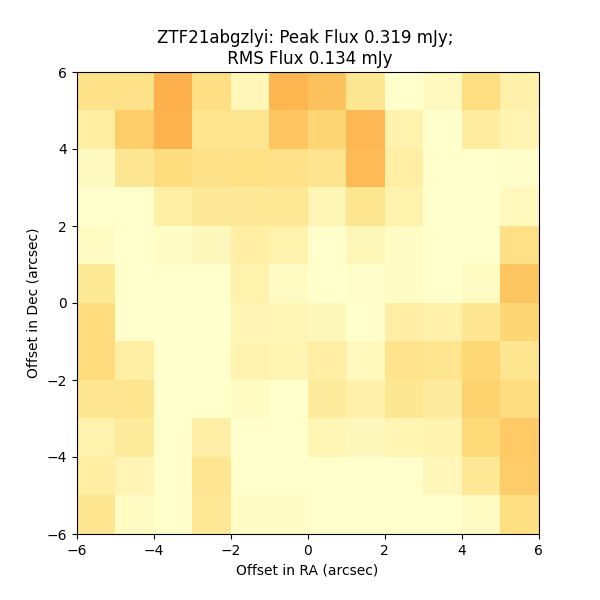 ZTF21abgzlyi: Peak Flux 0.319 mJy;
RMS Flux 0.134 mJy
6
4
2
0
−2
−4
−6
Offset in Dec (arcsec)
−6 −4 −2 0 2 4 6
Offset in RA (arcsec)